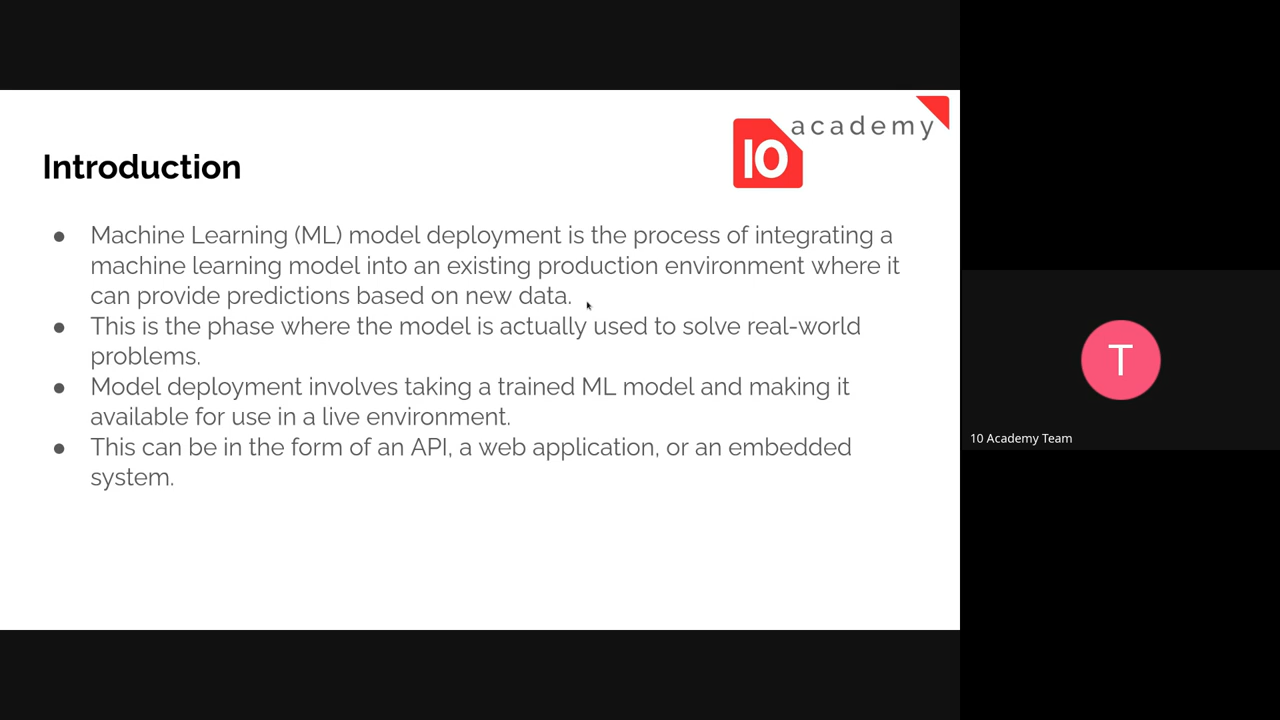 10 academy
Introduction
● Machine Learning (ML) model deployment is the process of integrating a
machine learning model into an existing production environment where it
can provide predictions based on new data.
● This is the phase where the model is actually used to solve real-world
problems.
● Model deployment involves taking a trained ML model and making it
available for use in a live environment.
● This can be in the form of an API, a web application, or an embedded
system.
T
10 Academy Team